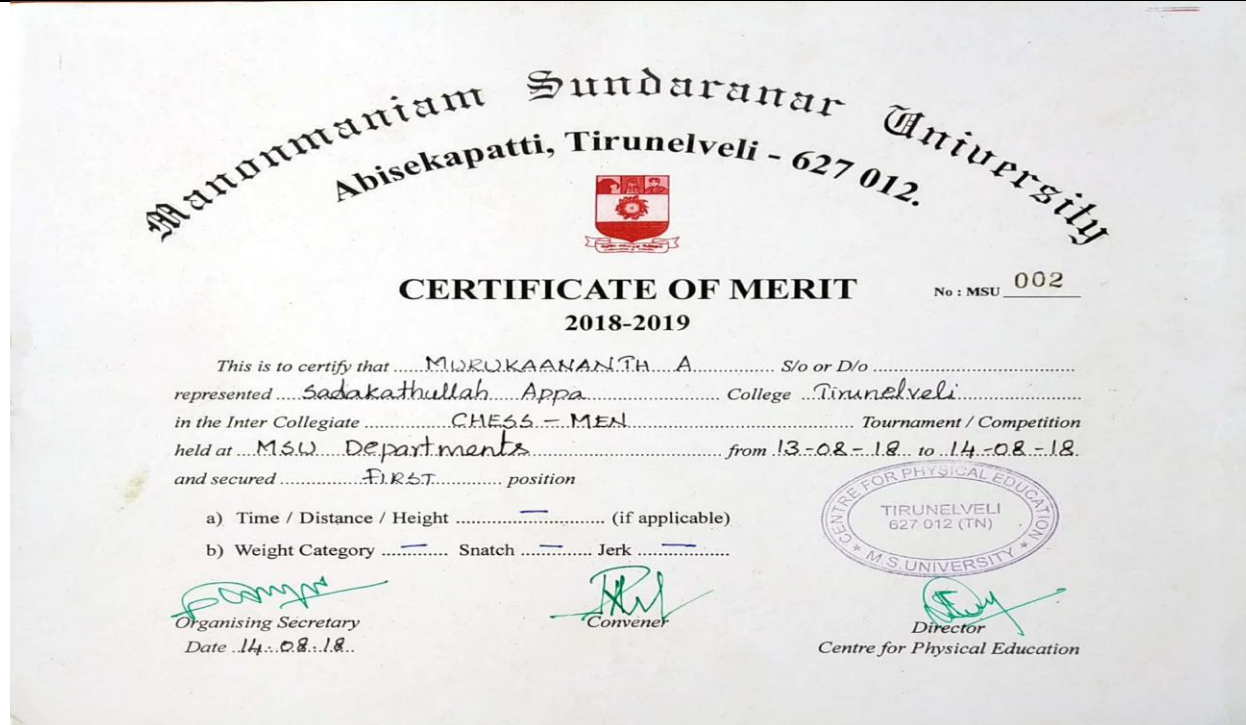 Manonmaniam Sundaranar University
Abisekapatti, Tirunelveli - 627 012.
CERTIFICATE OF MERIT
No : MSU 002
2018-2019
This is to certify that ..... MURUKAANANTH A ............. S/o or D/o .....................................
represented .... Sadakathullah Appa ....................... College .. Tirunelveli .....................
in the Inter Collegiate .............. CHESS - MEN ..................................... Tournament / Competition
held at ... MSU Departments ............................... from 13-08-18 to 14-08-18
and secured ............. FIRST ........... position
a) Time / Distance / Height ............ – ............. (if applicable)
b) Weight Category .... – ..... Snatch ... – ..... Jerk .... – ......
CENTRE FOR PHYSICAL EDUCATION
TIRUNELVELI
627 012 (TN)
* M.S.UNIVERSITY *
Organising Secretary
Convener
Director
Date 14.08.18
Centre for Physical Education